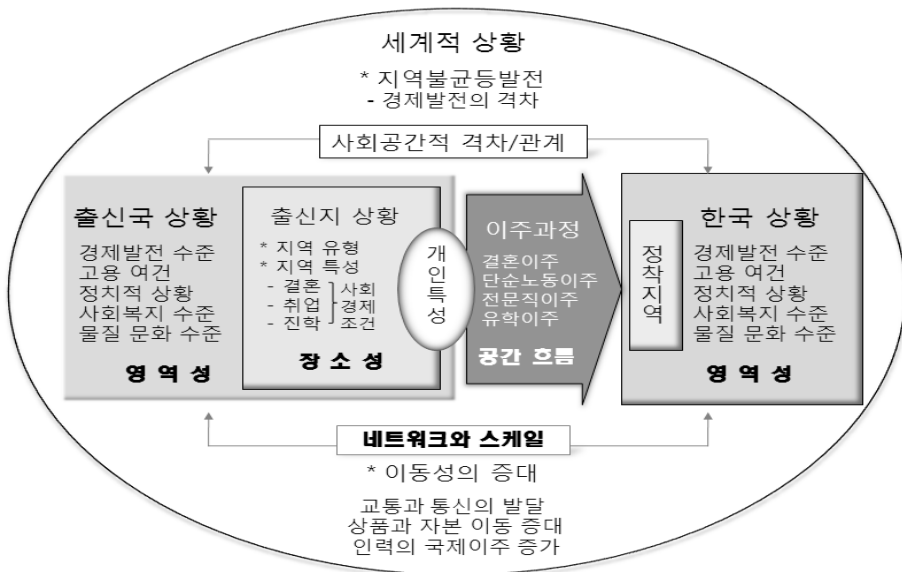 세계적 상황
* 지역불균등발전
- 경제발전의 격차
사회공간적 격차/관계
출신국 상황
경제발전 수준
고용 여건
정치적 상황
사회복지 수준
물질 문화 수준
영 역 성
출신지 상황
* 지역 유형
* 지역 특성
- 결혼
- 취업
- 진학
사회
경제
조건
장 소 성
개인특성
이주과정
결혼이주
단순노동이주
전문직이주
유학이주
공간 흐름
정착지역
한국 상황
경제발전 수준
고용 여건
정치적 상황
사회복지 수준
물질 문화 수준
영 역 성
네트워크와 스케일
* 이동성의 증대
교통과 통신의 발달
상품과 자본 이동 증대
인력의 국제이주 증가